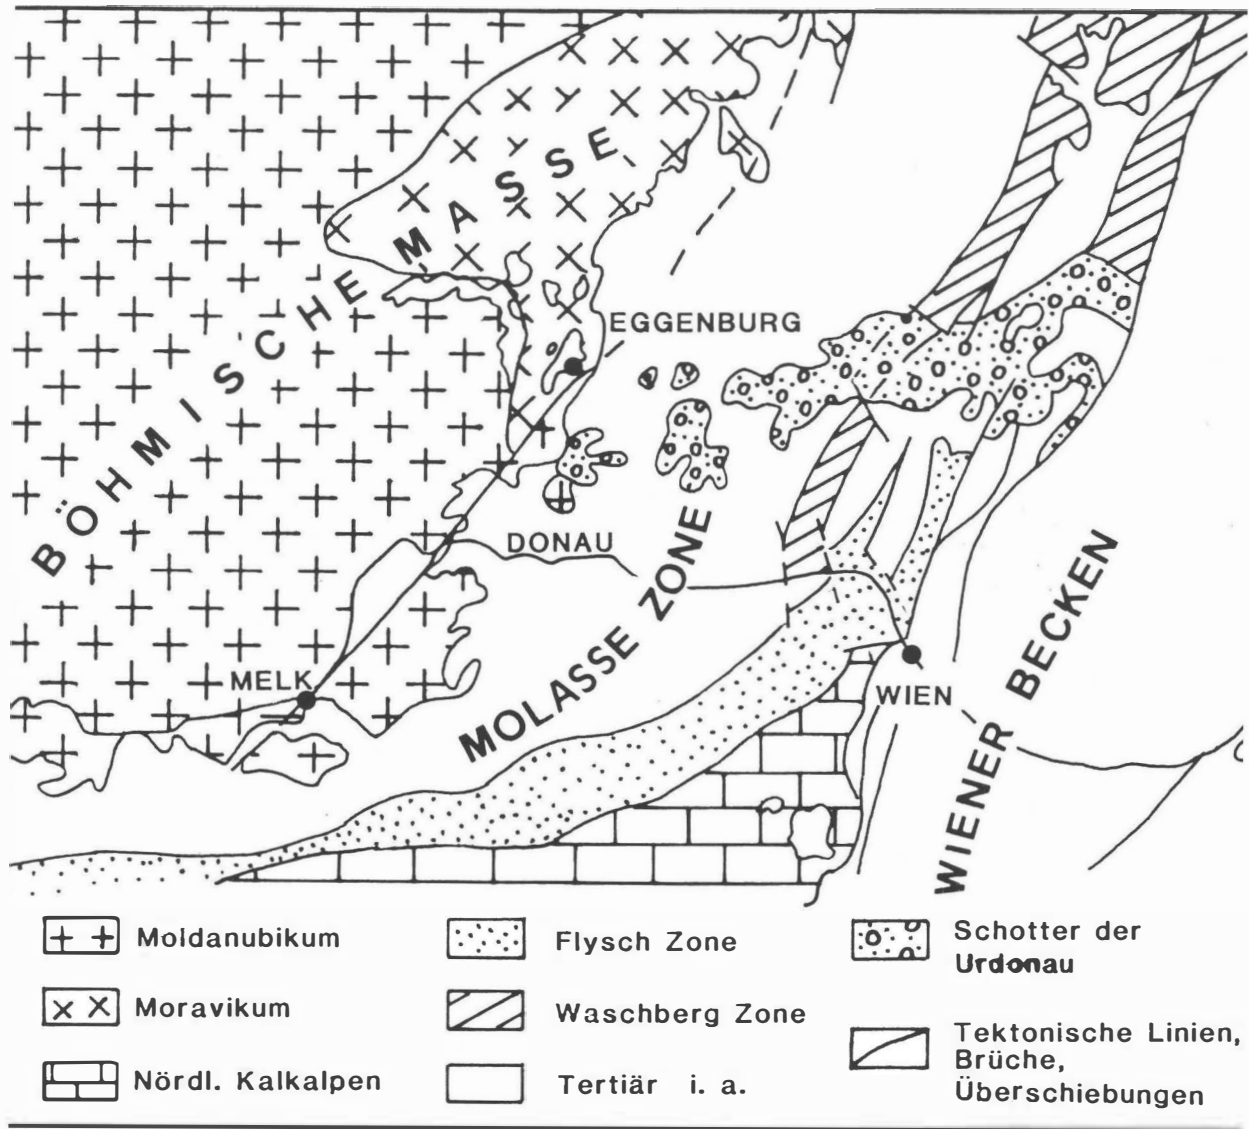 BÖHMISCHE MASSE
EGGENBURG
DONAU
MOLASSE ZONE
MELK
WIEN
WIENER BECKEN
Moldanubikum
Moravikum
Nördl. Kalkalpen
Flysch Zone
Waschberg Zone
Tertiär i. a.
Schotter der
Urdonau
Tektonische Linien,
Brüche,
Überschiebungen